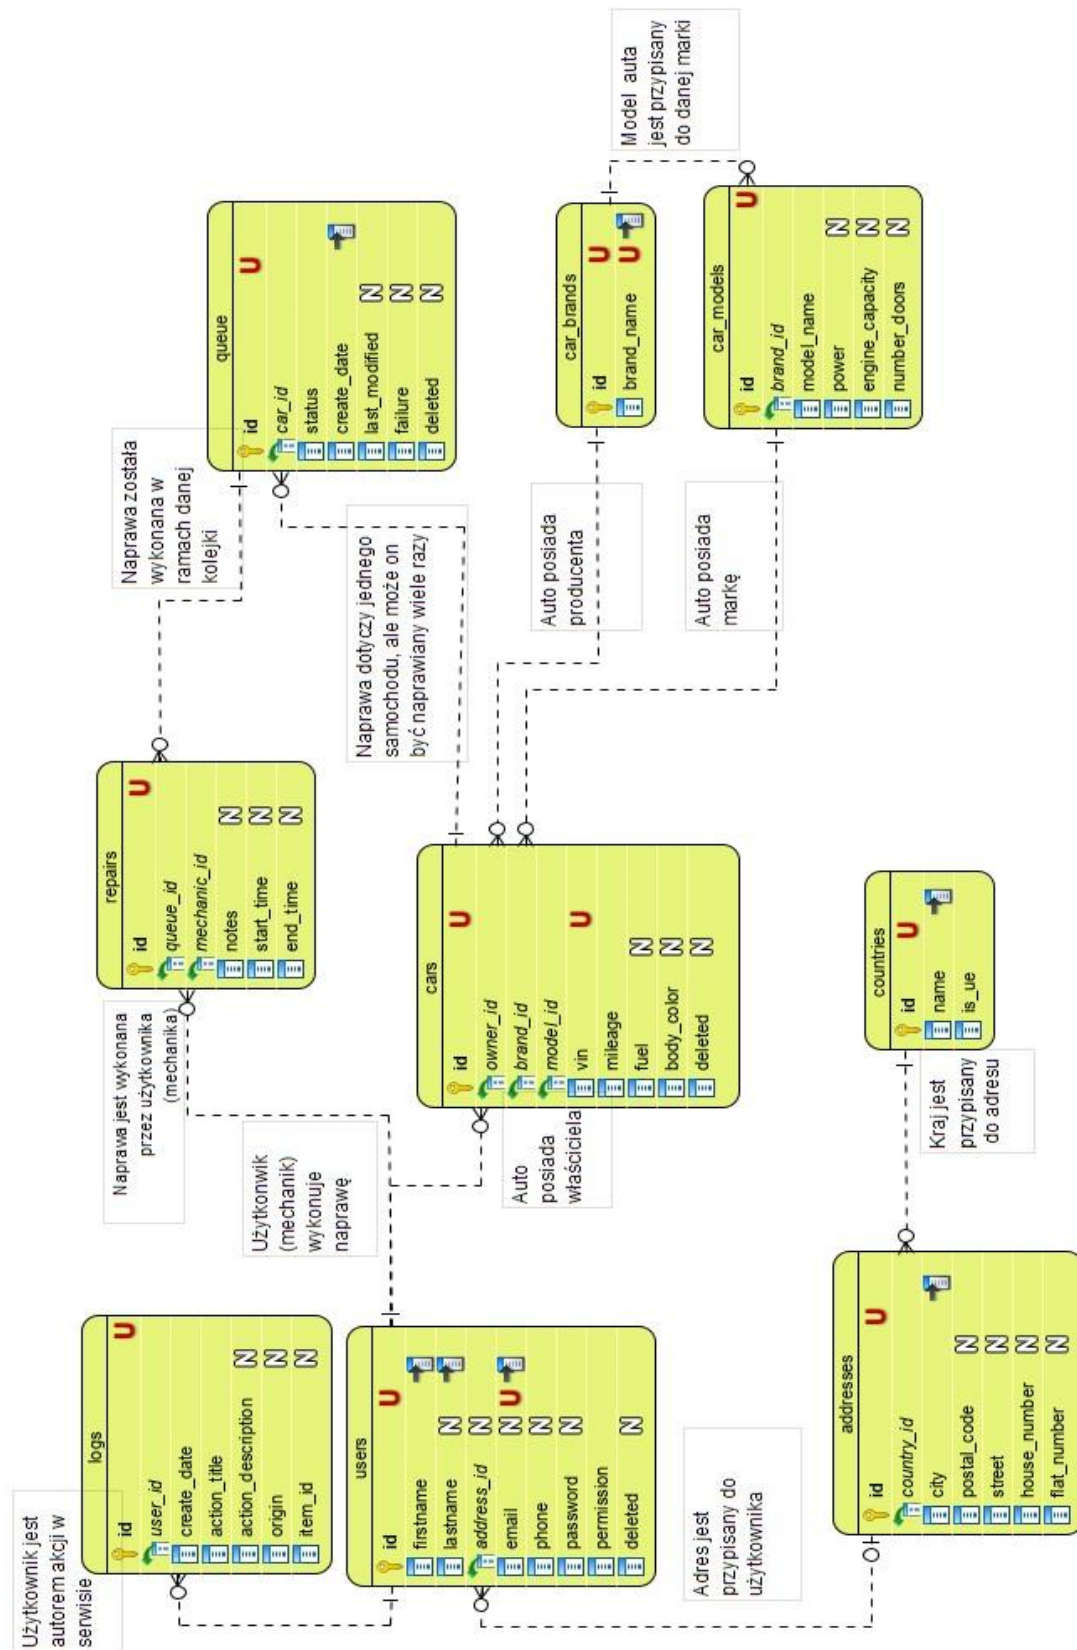 Użytkownik jest
autorem akcji w
serwisie
logs
id
U
user_id
create_date
action_title
action_description
N
origin
N
item_id
N
Naprawa jest wykonana
przez użytkownika
(mechanika)
repairs
id
U
queue_id
mechanic_id
notes
N
start_time
N
end_time
N
Naprawa została
wykonana w
ramach danej
kolejki
queue
id
U
car_id
status
create_date
last_modified
N
failure
N
deleted
N
Użytkonwik
(mechanik)
wykonuje
naprawę
Naprawa dotyczy jednego
samochodu, ale może on
być naprawiany wiele razy
users
id
U
firstname
lastname
N
address_id
N
email
N
U
phone
N
password
N
permission
deleted
N
cars
id
U
owner_id
brand_id
model_id
vin
U
mileage
fuel
N
body_color
N
deleted
N
Auto
posiada
właściciela
Auto posiada
producenta
car_brands
id
U
brand_name
U
Model auta
jest przypisany
do danej marki
Auto posiada
markę
car_models
id
U
brand_id
model_name
power
N
engine_capacity
N
number_doors
N
Adres jest
przypisany do
użytkownika
addresses
id
U
country_id
city
postal_code
N
street
N
house_number
N
flat_number
N
countries
id
U
name
is_ue
Kraj jest
przypisany
do adresu